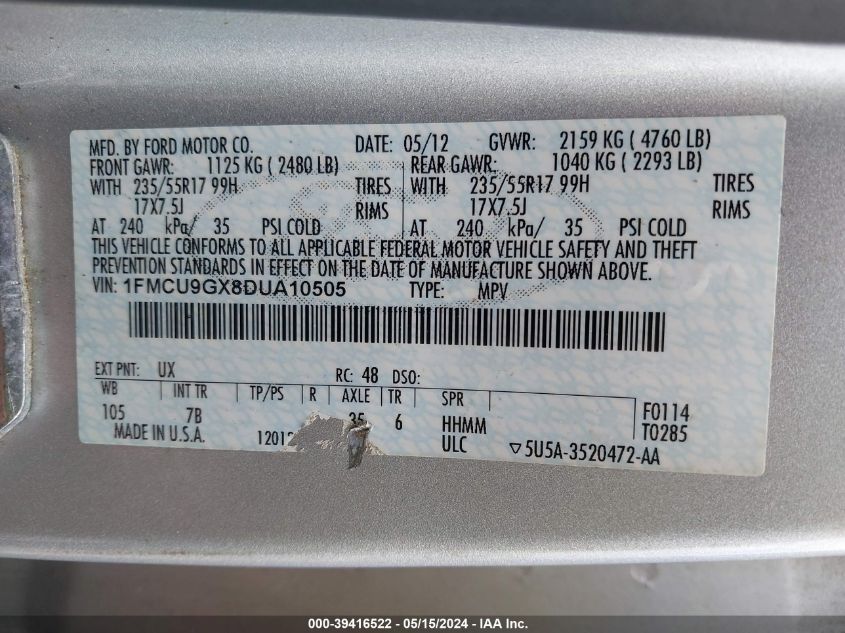 MFD. BY FORD MOTOR CO. DATE: 05/12 GVWR: 2159 KG ( 4760 LB)
FRONT GAWR: 1125 KG ( 2480 LB) REAR GAWR: 1040 KG ( 2293 LB)
WITH 235/55R17 99H TIRES WITH 235/55R17 99H TIRES
17X7.5J RIMS 17X7.5J RIMS
AT 240 kPa/ 35 PSI COLD AT 240 kPa/ 35 PSI COLD
THIS VEHICLE CONFORMS TO ALL APPLICABLE FEDERAL MOTOR VEHICLE SAFETY AND THEFT
PREVENTION STANDARDS IN EFFECT ON THE DATE OF MANUFACTURE SHOWN ABOVE.
VIN: 1FMCU9GX8DUA10505 TYPE: MPV
EXT PNT: UX RC: 48 DSO:
WB INT TR TP/PS R AXLE TR SPR
105 7B 35 6 HHMM F0114
MADE IN U.S.A. 1201 ULC T0285
▽5U5A-3520472-AA
000-39416522 - 05/15/2024 - IAA Inc.